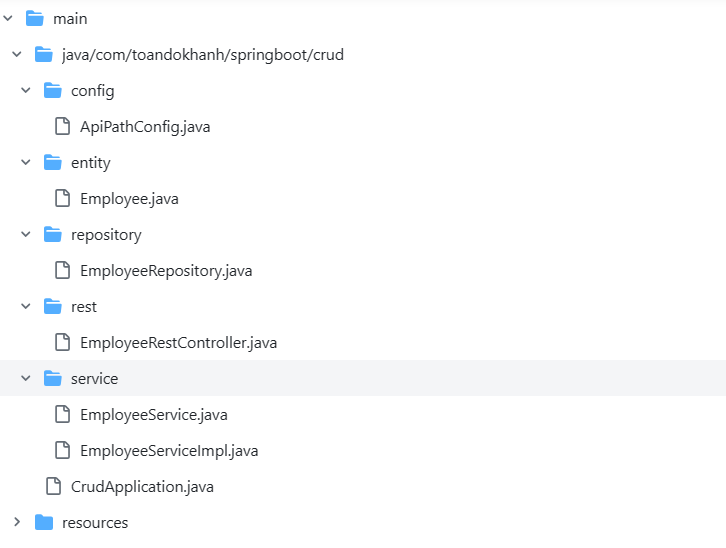 main
java/com/toandokhanh/springboot/crud
config
ApiPathConfig.java
entity
Employee.java
repository
EmployeeRepository.java
rest
EmployeeRestController.java
service
EmployeeService.java
EmployeeServiceImpl.java
CrudApplication.java
resources